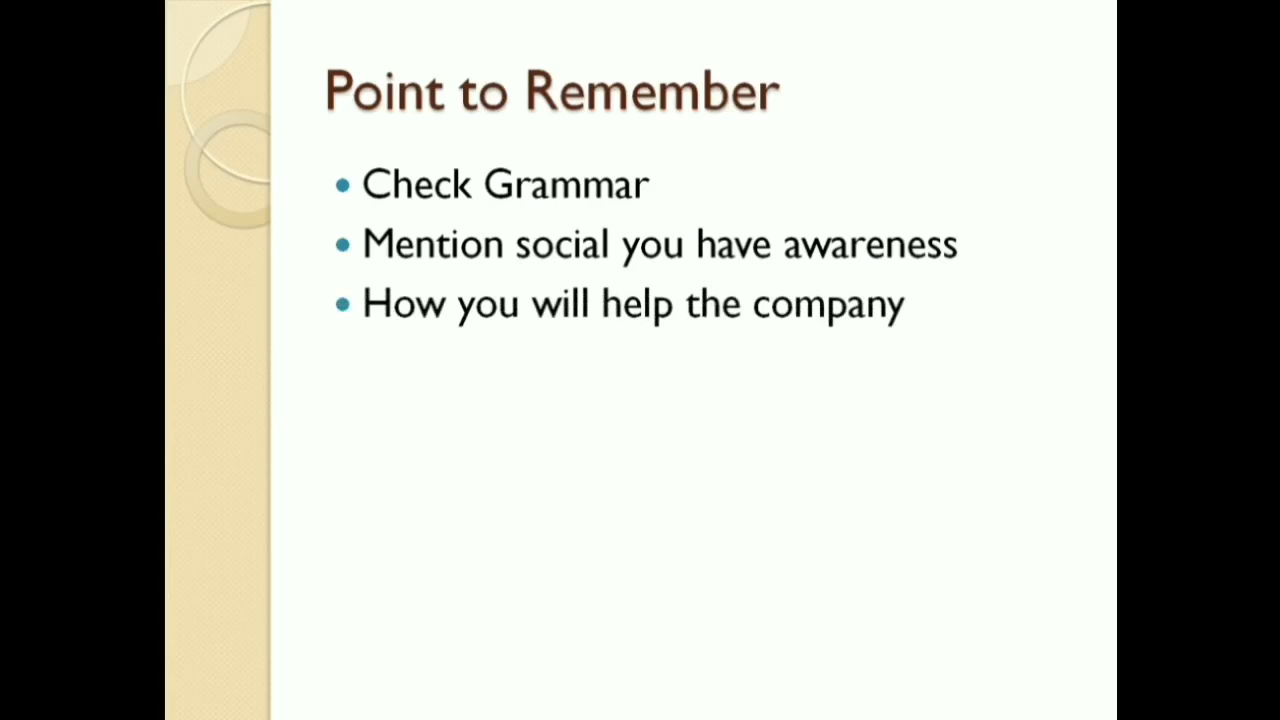 Point to Remember
Check Grammar
Mention social you have awareness
How you will help the company